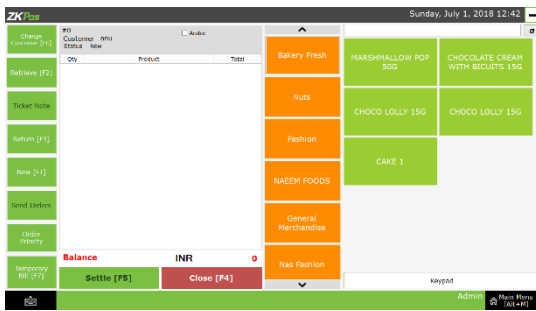 ZKPos
Sunday, July 1, 2018 12:42
Change
Customer [F6]
Retrieve [F2]
Ticket Note
Return [F3]
New [F1]
Send Orders
Order
Priority
Temporary
Bill [F7]
#0
Customer anu
Status New
Arabic
Qty Product Total
Balance INR 0
Settle [F5]
Close [F4]
Bakery Fresh
Nuts
Fashion
NAEEM FOODS
General
Merchandise
Nas Fashion
MARSHMALLOW POP
50G
CHOCOLATE CREAM
WITH BICUITS 15G
CHOCO LOLLY 15G
CHOCO LOLLY 15G
CAKE 1
Keypad
Admin
Main Menu
[Alt+M]